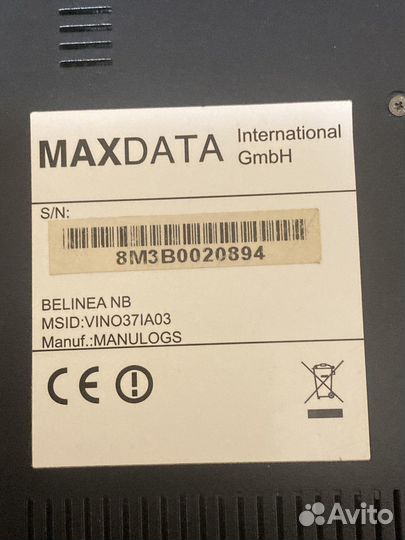 MAXDATA International
GmbH
S/N:
8M3B0020894
BELINEA NB
MSID:VINO37IA03
Manuf.:MANULOGS
CE
Avito